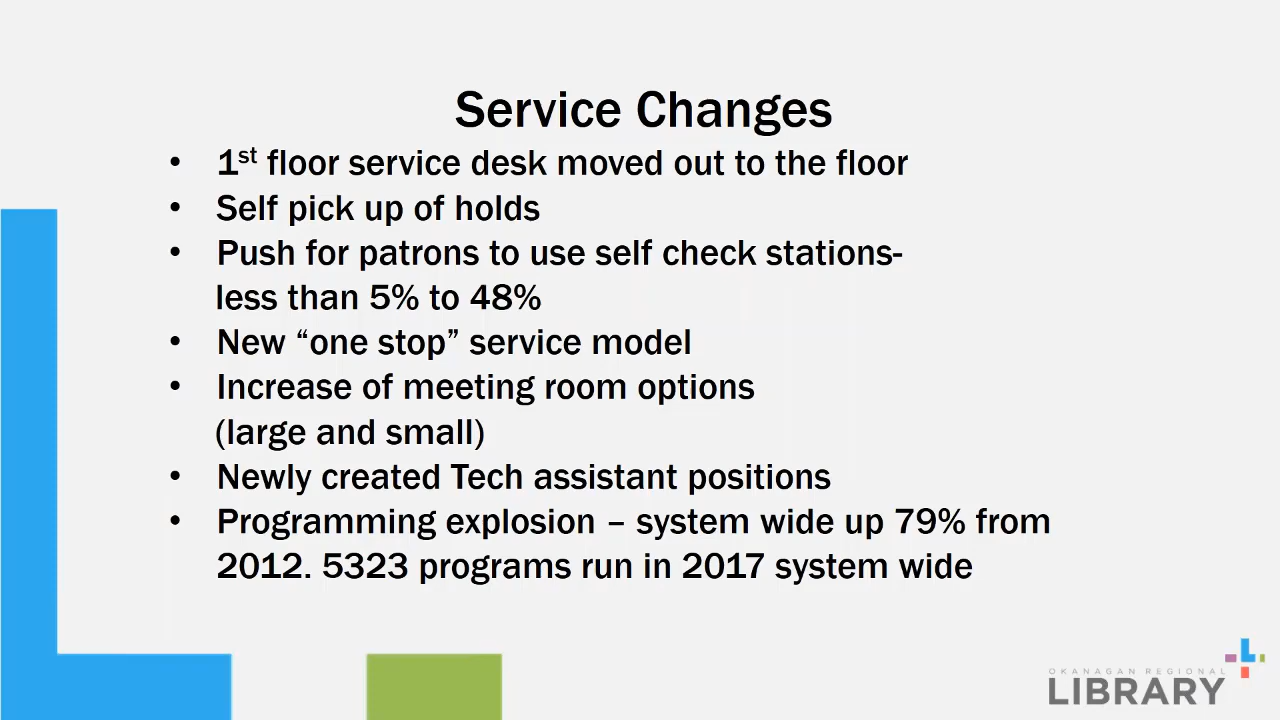 Service Changes
• 1st floor service desk moved out to the floor
• Self pick up of holds
• Push for patrons to use self check stations-
less than 5% to 48%
• New “one stop” service model
• Increase of meeting room options
(large and small)
• Newly created Tech assistant positions
• Programming explosion – system wide up 79% from
2012. 5323 programs run in 2017 system wide
OKANAGAN REGIONAL
LIBRARY